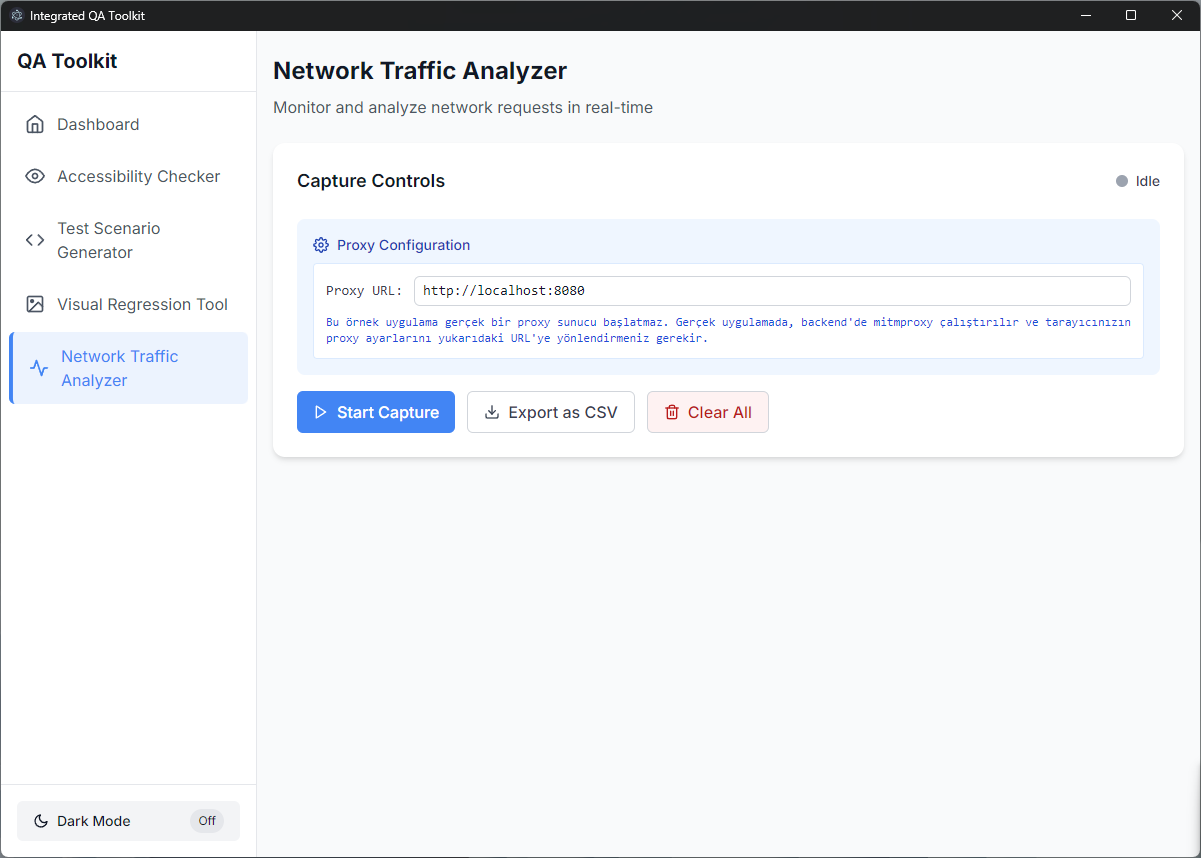 Integrated QA Toolkit
QA Toolkit
Dashboard
Accessibility Checker
Test Scenario
Generator
Visual Regression Tool
Network Traffic
Analyzer
Dark Mode
Off
Network Traffic Analyzer
Monitor and analyze network requests in real-time
Capture Controls
Idle
Proxy Configuration
Proxy URL: http://localhost:8080
Bu örnek uygulama gerçek bir proxy sunucu başlatmaz. Gerçek uygulamada, backend'de mitmproxy çalıştırılır ve tarayıcınızın
proxy ayarlarını yukarıdaki URL'ye yönlendirmeniz gerekir.
Start Capture
Export as CSV
Clear All